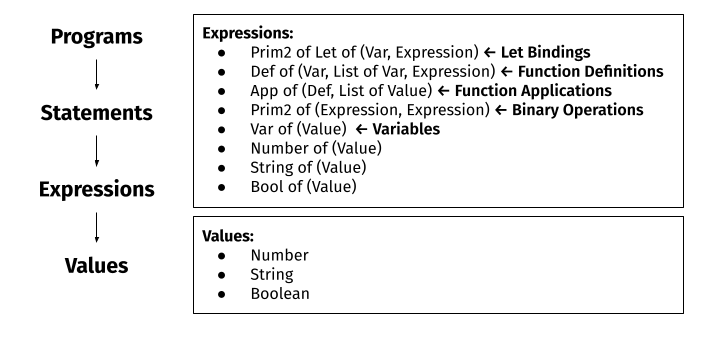 Programs
Statements
Expressions
Values
Expressions:
● Prim2 of Let of (Var, Expression) ← Let Bindings
● Def of (Var, List of Var, Expression) ← Function Definitions
● App of (Def, List of Value) ← Function Applications
● Prim2 of (Expression, Expression) ← Binary Operations
● Var of (Value) ← Variables
● Number of (Value)
● String of (Value)
● Bool of (Value)
Values:
● Number
● String
● Boolean